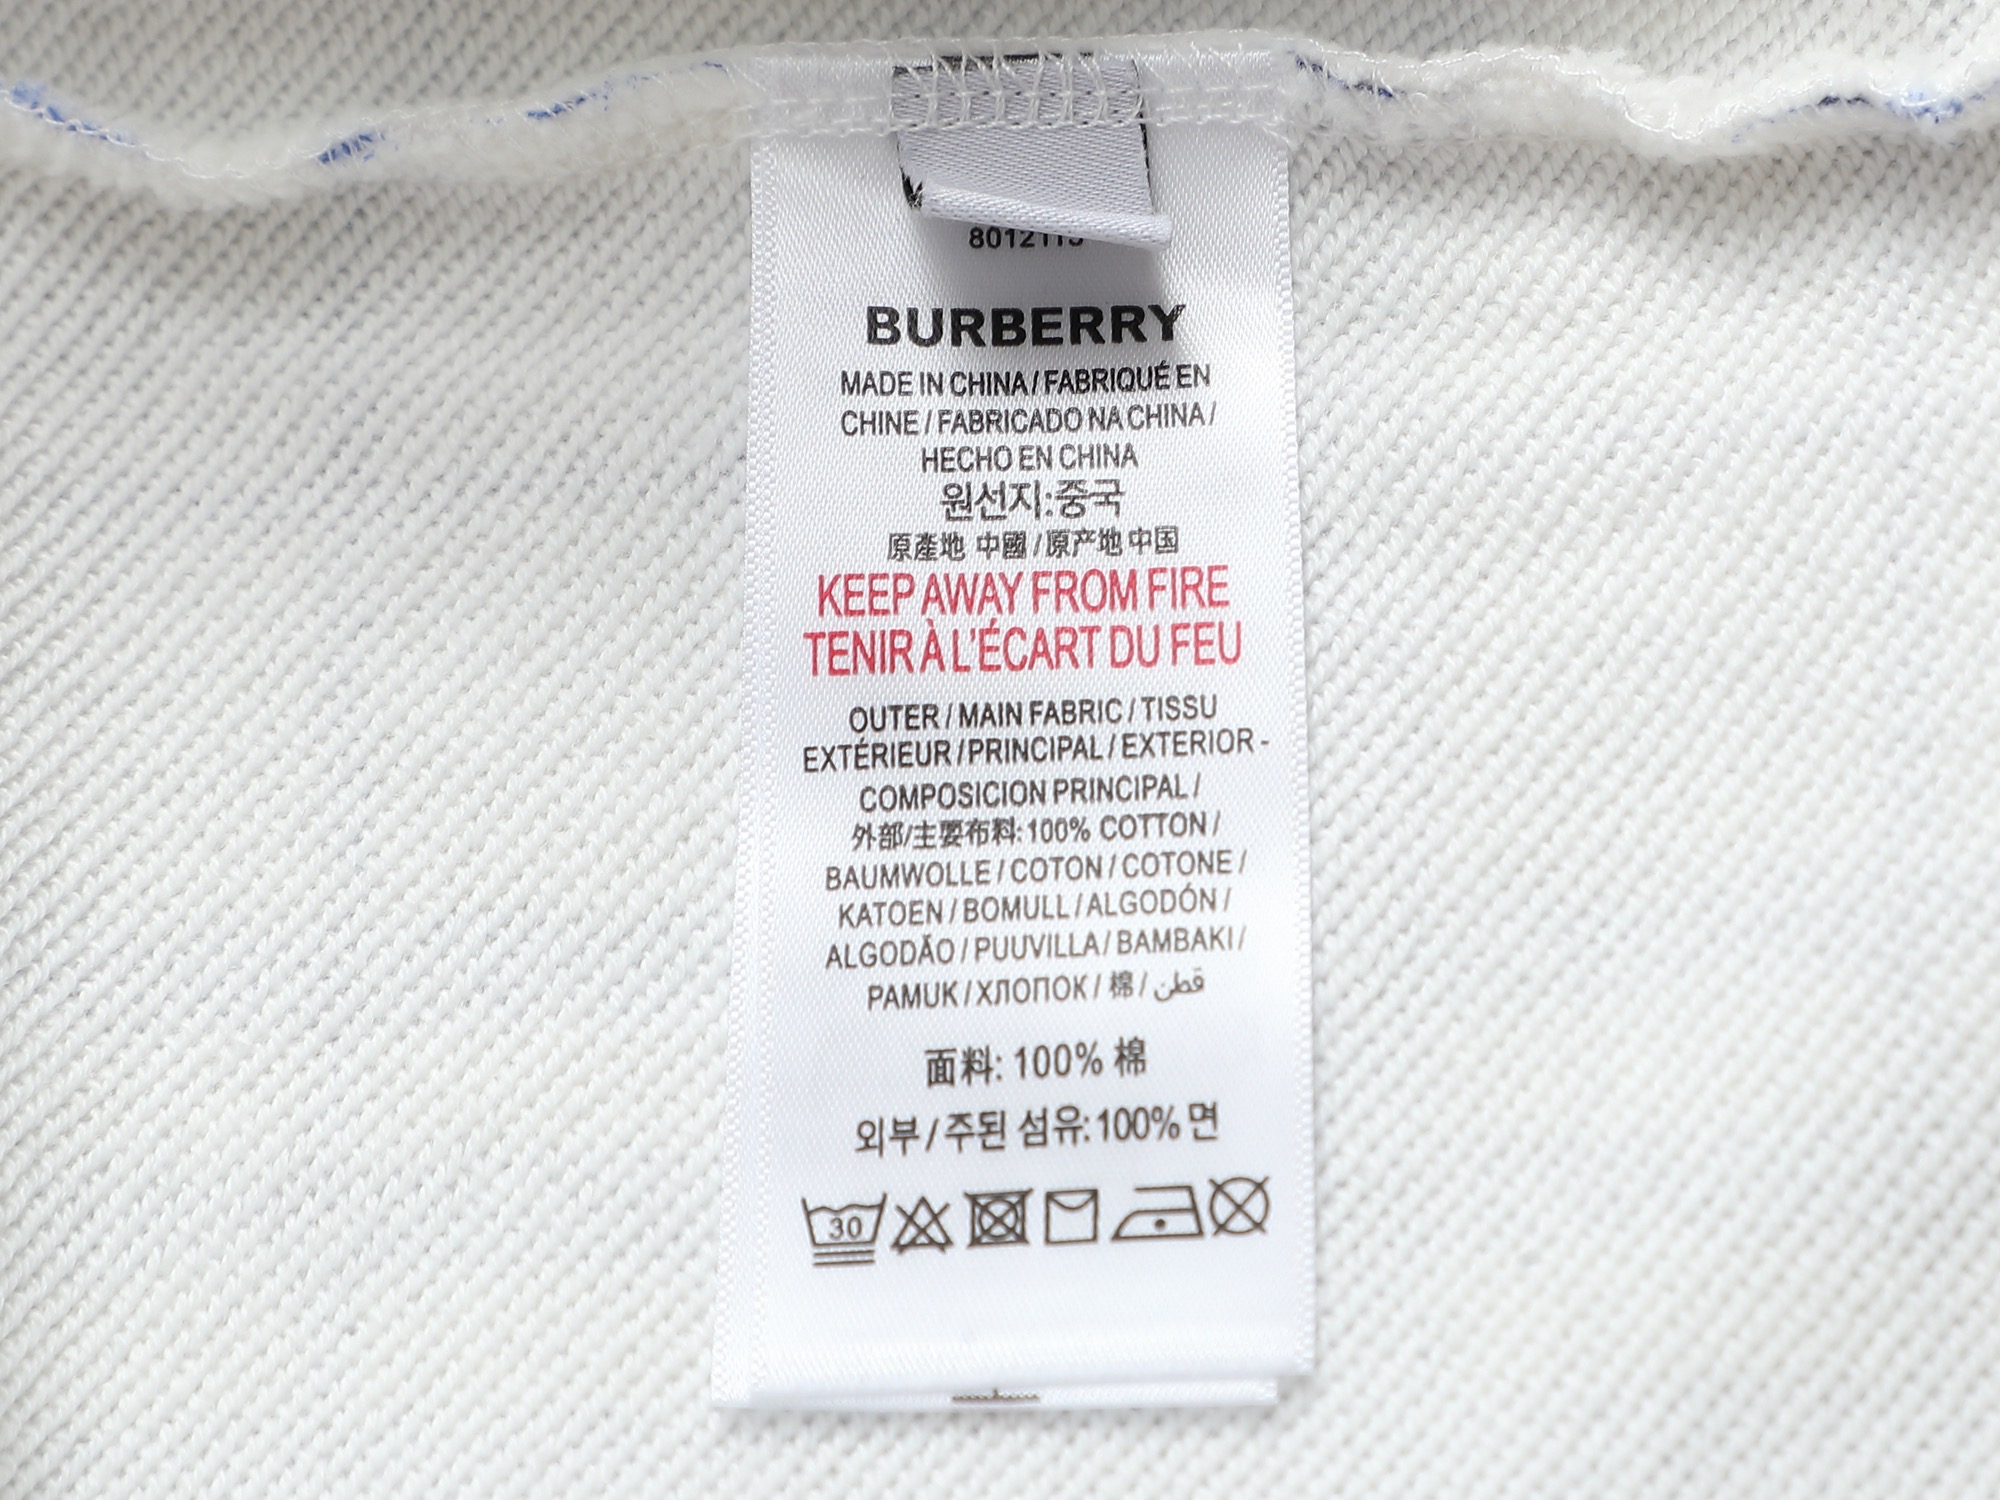 BURBERRY
MADE IN CHINA / FABRIQUÉ EN
CHINE / FABRICADO NA CHINA /
HECHO EN CHINA
원선지:중국
原產地 中國 / 原产地 中国
KEEP AWAY FROM FIRE
TENIR À L'ÉCART DU FEU
OUTER / MAIN FABRIC / TISSU
EXTÉRIEUR / PRINCIPAL / EXTERIOR -
COMPOSICION PRINCIPAL /
外部/主要布料: 100% COTTON /
BAUMWOLLE / COTON / COTONE /
KATOEN / BOMULL / ALGODÓN /
ALGODÃO / PUUVILLA / BAMBAKI /
PAMUK / ХЛОПОК / 棉 / قطن
面料: 100% 棉
외부 / 주된 섬유: 100% 면
30